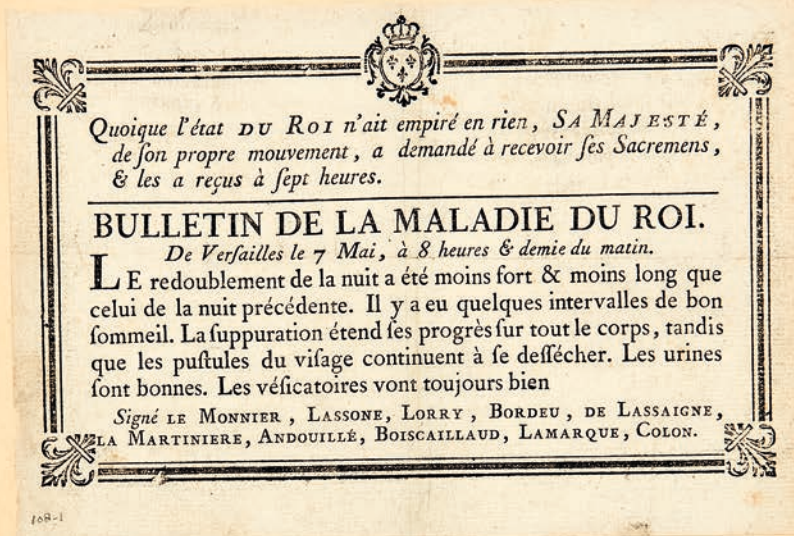 Quoique l'état DU ROI n'ait empiré en rien, SA MAJESTÉ,
de ſon propre mouvement, a demandé à recevoir ſes Sacremens,
& les a reçus à ſept heures.
BULLETIN DE LA MALADIE DU ROI.
De Verſailles le 7 Mai, à 8 heures & demie du matin.
LE redoublement de la nuit a été moins fort & moins long que
celui de la nuit précédente. Il y a eu quelques intervalles de bon
ſommeil. La ſuppuration étend ſes progrès ſur tout le corps, tandis
que les puſtules du viſage continuent à ſe deſſécher. Les urines
ſont bonnes. Les véſicatoires vont toujours bien
Signé LE MONNIER, LASSONE, LORRY, BORDEU, DE LASSAIGNE,
LA MARTINIERE, ANDOUILLÉ, BOISCAILLAUD, LAMARQUE, COLON.
108-1